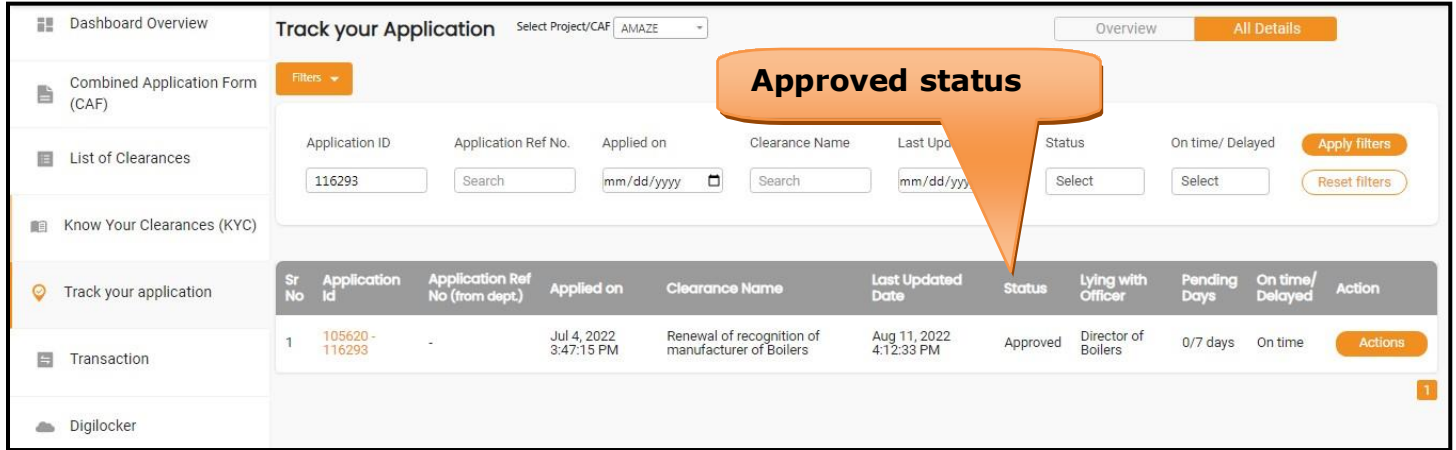 Dashboard Overview
Combined Application Form
(CAF)
List of Clearances
Know Your Clearances (KYC)
Track your application
Transaction
Digilocker
Track your Application Select Project/CAF AMAZE
Overview All Details
Filters
Approved status
Application ID Application Ref No. Applied on Clearance Name Last Upd Status On time/ Delayed Apply filters
116293 Search mm/dd/yyyy Search mm/dd/yyy Select Select Reset filters
Sr No Application Id Application Ref No (from dept.) Applied on Clearance Name Last Updated Date Status Lying with Officer Pending Days On time/ Delayed Action
1 105620 - 116293 - Jul 4, 2022 3:47:15 PM Renewal of recognition of manufacturer of Boilers Aug 11, 2022 4:12:33 PM Approved Director of Boilers 0/7 days On time Actions
1